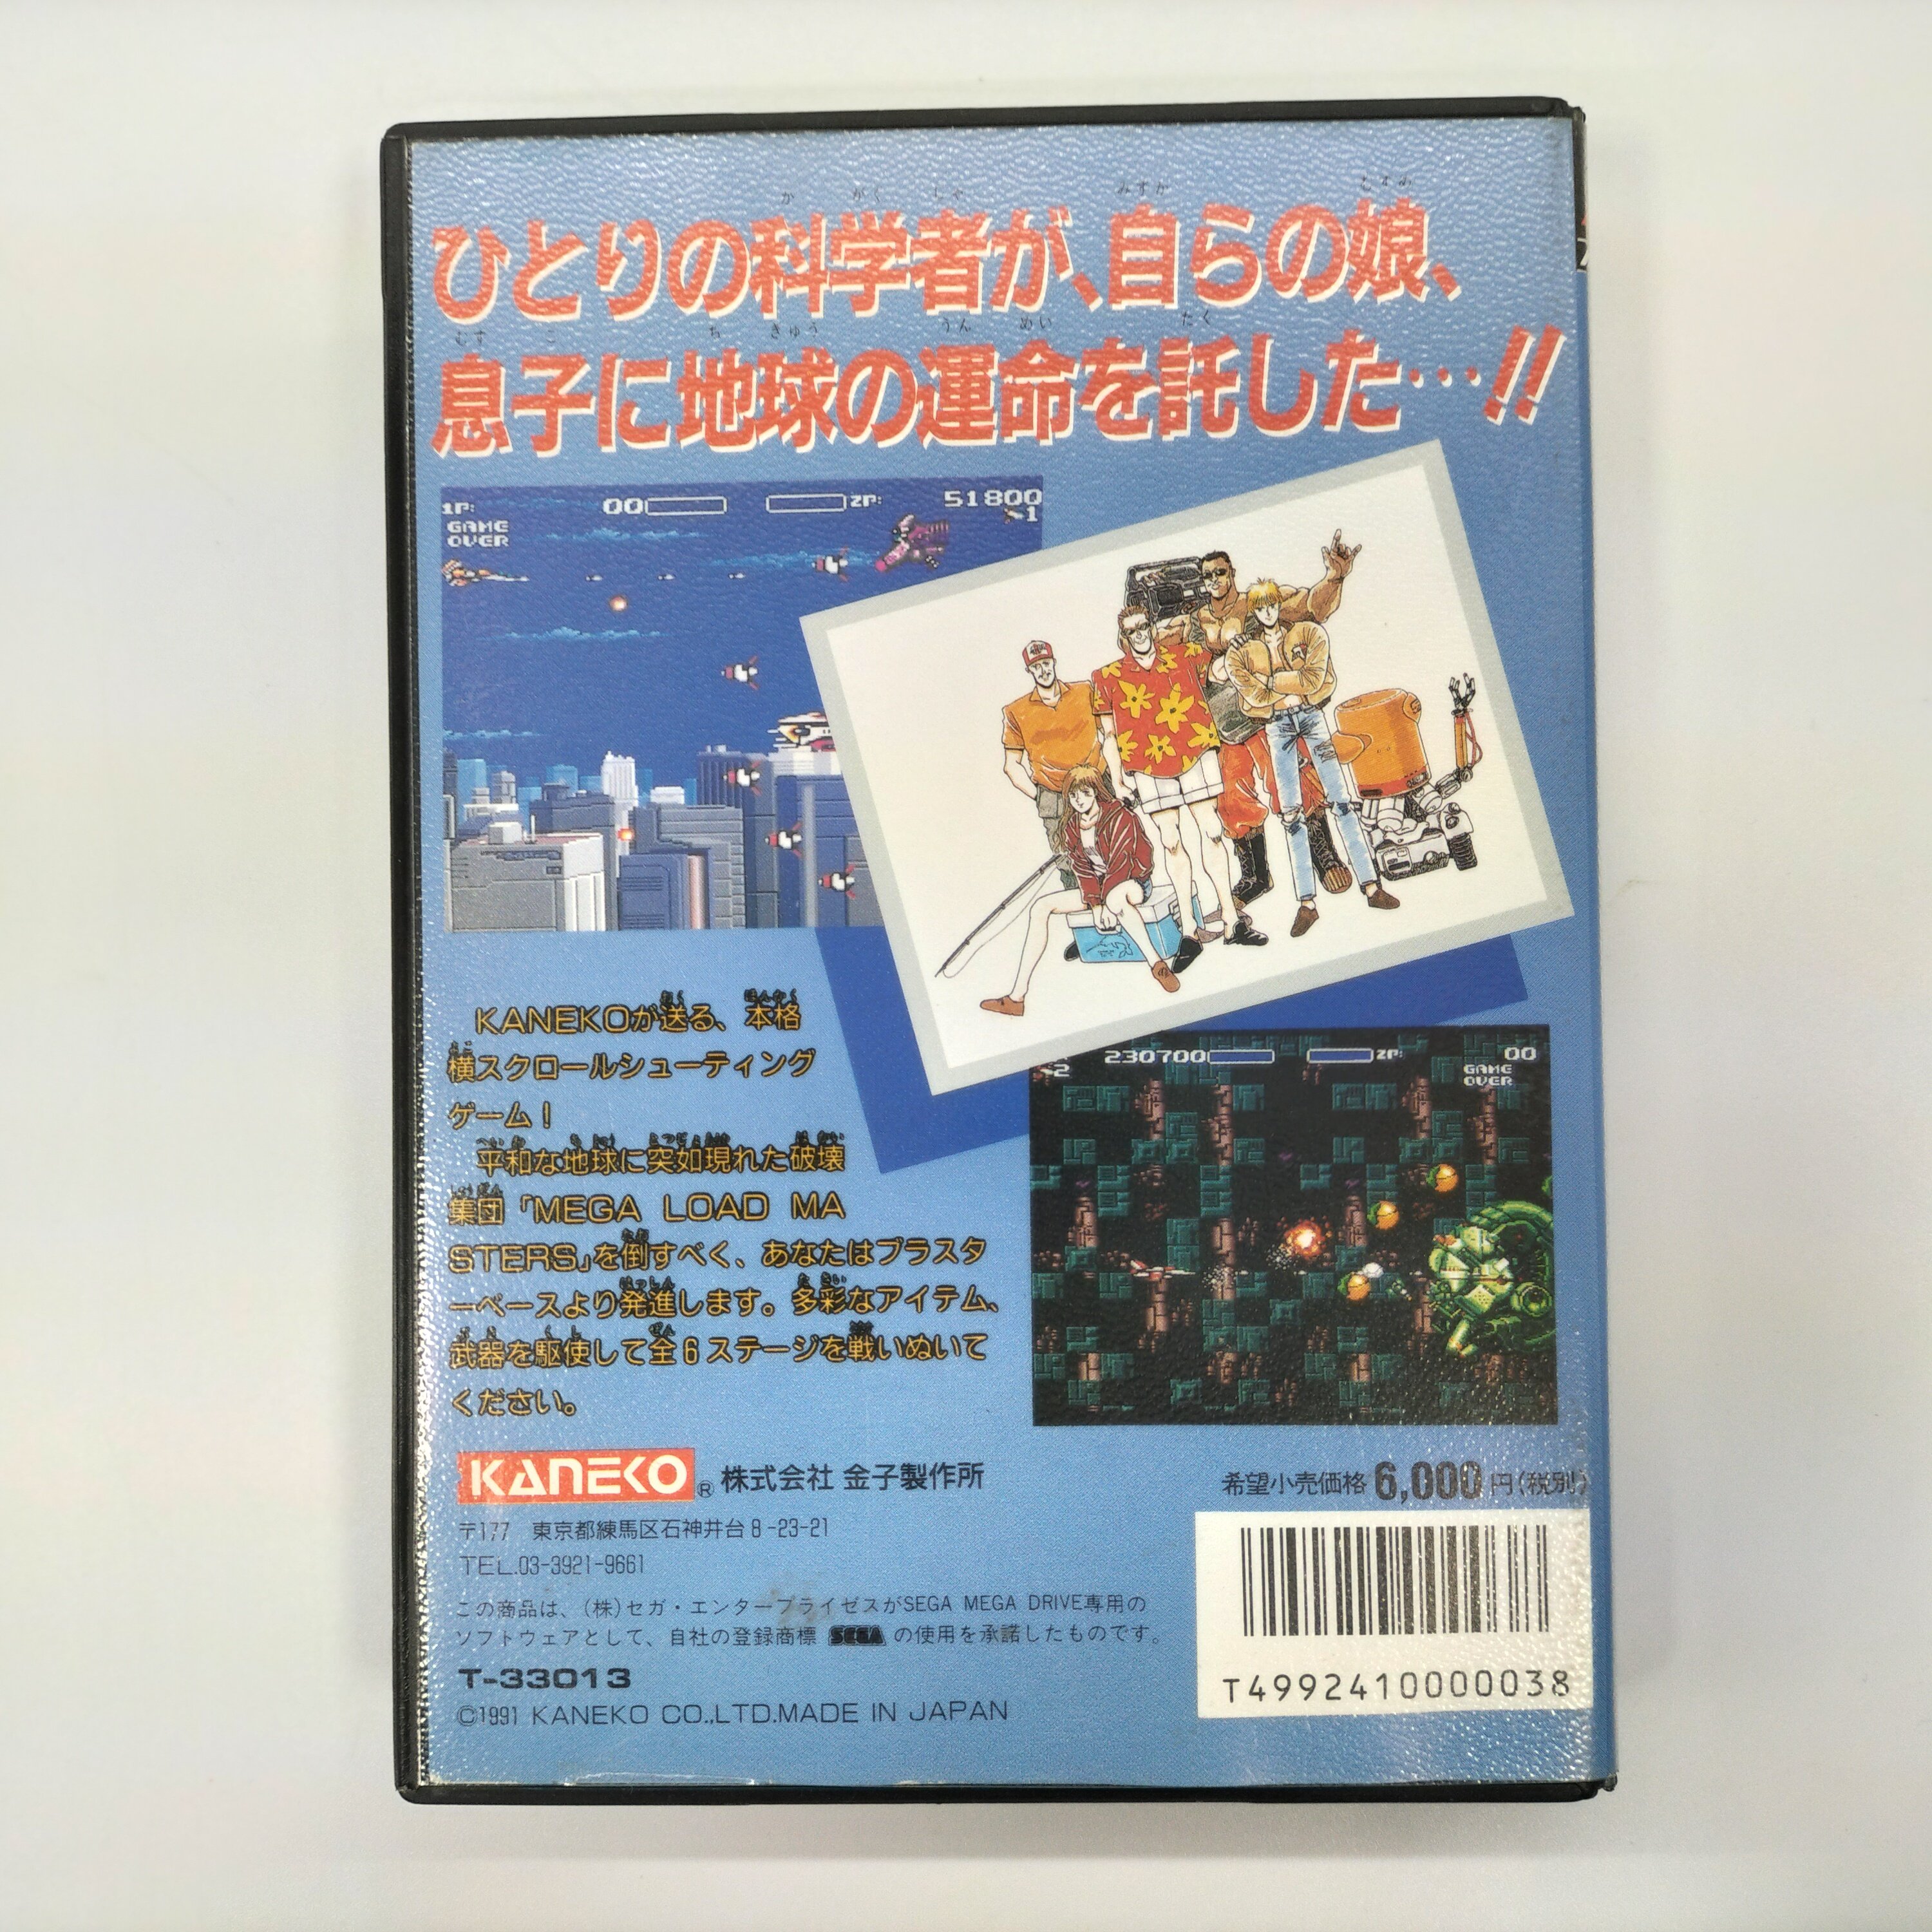 ひとりの科学者が、自らの娘、
息子に地球の運命を託した…!!
1P: 00 2P: 51800
GAME
OVER
1
KANEKOが送る、本格
横スクロールシューティング
ゲーム!
平和な地球に突如現れた破壊
集団「MEGA LOAD MA
STERS」を倒すべく、あなたはブラスタ
ーベースより発進します。多彩なアイテム、
武器を駆使して全6ステージを戦いぬいて
ください。
230700 2P: 00
2
GAME
OVER
KANEKO® 株式会社 金子製作所
〒177 東京都練馬区石神井台8-23-21
TEL.03-3921-9661
この商品は、(株)セガ・エンタープライゼスがSEGA MEGA DRIVE専用の
ソフトウェアとして、自社の登録商標 SEGA の使用を承諾したものです。
T-33013
©1991 KANEKO CO.,LTD.MADE IN JAPAN
希望小売価格6,000円(税別)
T4992410000038